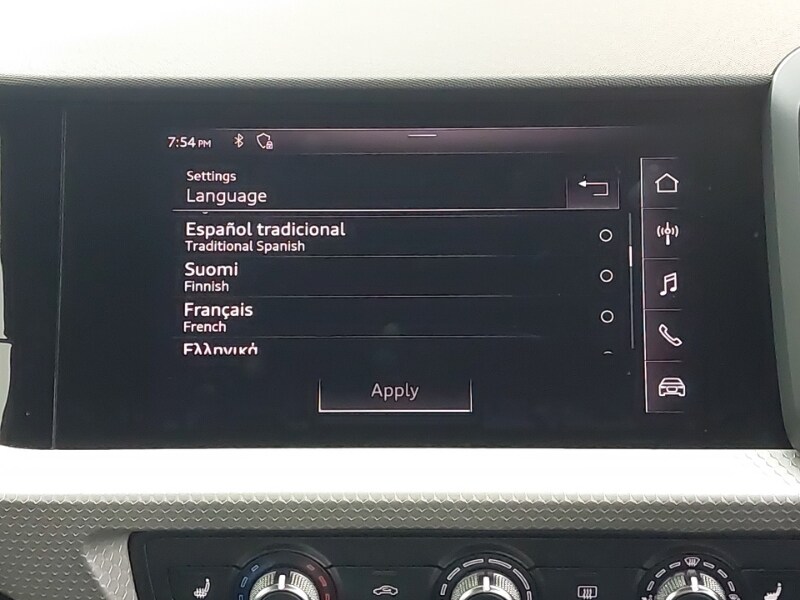 7:54 PM
Settings
Language
Español tradicional
Traditional Spanish
Suomi
Finnish
Français
French
Ελληνικά
Apply